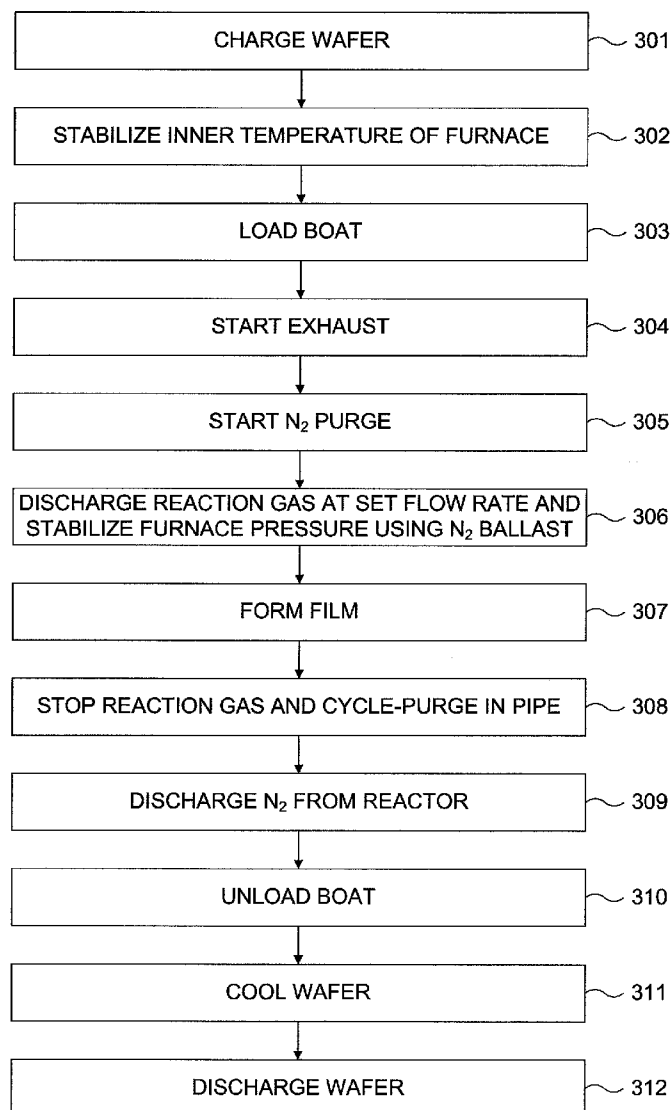 CHARGE WAFER 301
STABILIZE INNER TEMPERATURE OF FURNACE 302
LOAD BOAT 303
START EXHAUST 304
START N₂ PURGE 305
DISCHARGE REACTION GAS AT SET FLOW RATE AND
STABILIZE FURNACE PRESSURE USING N₂ BALLAST 306
FORM FILM 307
STOP REACTION GAS AND CYCLE-PURGE IN PIPE 308
DISCHARGE N₂ FROM REACTOR 309
UNLOAD BOAT 310
COOL WAFER 311
DISCHARGE WAFER 312